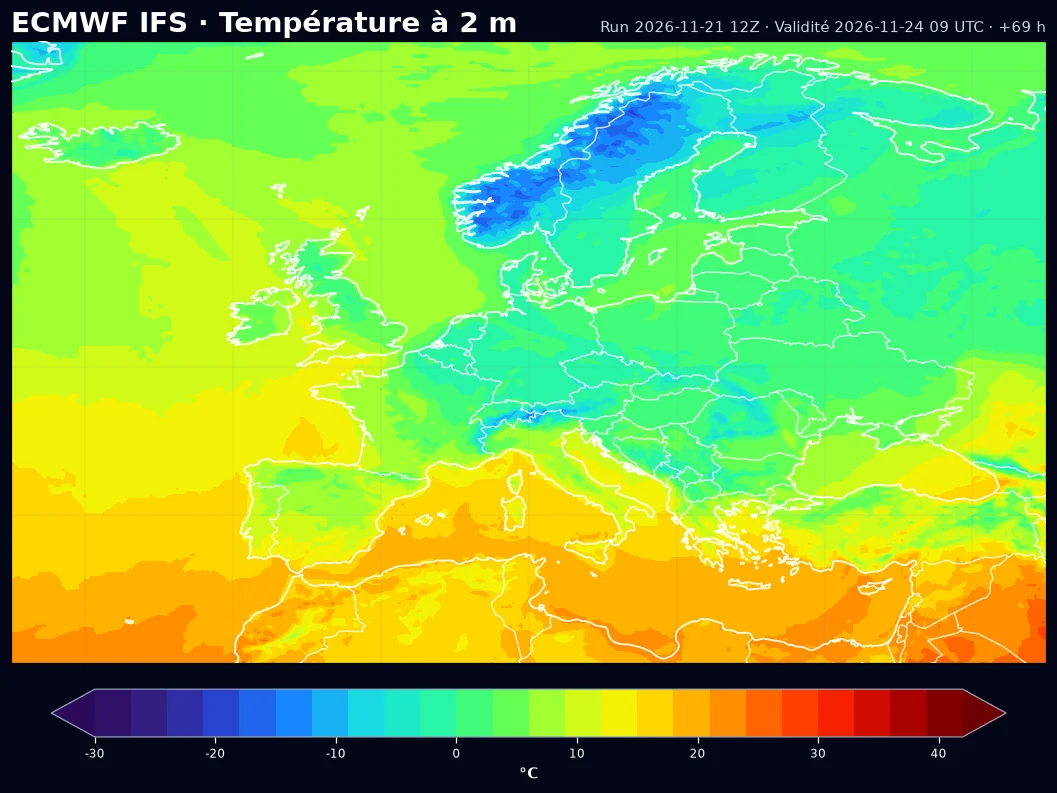 ECMWF IFS · Température à 2 m
Run 2026-11-21 12Z · Validité 2026-11-24 09 UTC · +69 h
-30 -20 -10 0 10 20 30 40
°C